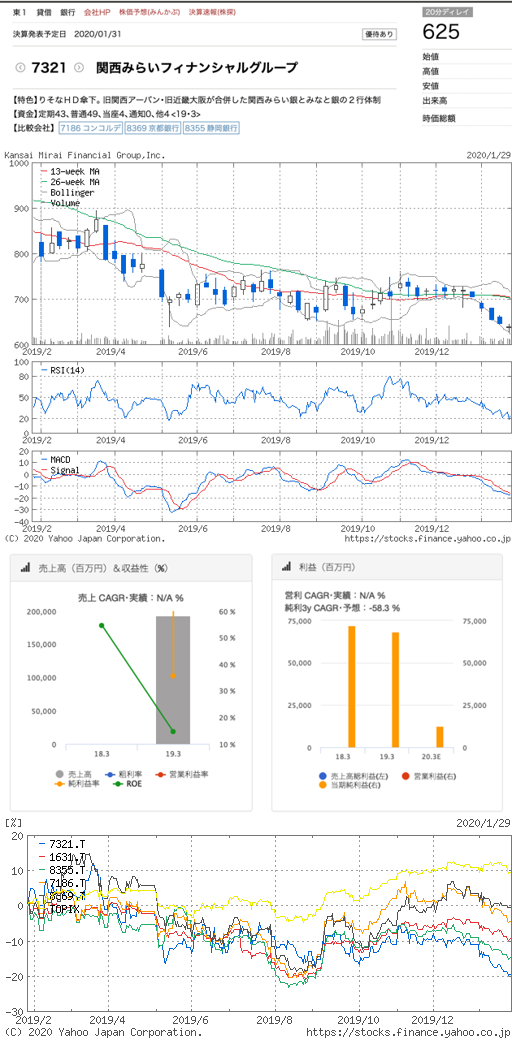 東１ 貸借 銀行 会社HP 株価予想(みんかぶ) 決算速報(株探)
20分ディレイ
625
決算発表予定日 2020/01/31
優待あり
始値
高値
安値
出来高
時価総額
7321 関西みらいフィナンシャルグループ
【特色】りそなＨＤ傘下。旧関西アーバン・旧近畿大阪が合併した関西みらい銀とみなと銀の２行体制
【資金】定期43、普通49、当座4、通知0、他4 <19･3>
【比較会社】 7186 コンコルデ 8369 京都銀行 8355 静岡銀行
Kansai Mirai Financial Group,Inc. 2020/1/29
1000
13-week MA
26-week MA
Bollinger
Volume
900
800
700
600
2019/2 2019/4 2019/6 2019/8 2019/10 2019/12
100
RSI(14)
50
0
2019/2 2019/4 2019/6 2019/8 2019/10 2019/12
20
MACD
10
Signal
0
-10
-20
-30
-40
2019/2 2019/4 2019/6 2019/8 2019/10 2019/12
(C) 2020 Yahoo Japan Corporation. https://stocks.finance.yahoo.co.jp/
売上高（百万円）＆収益性（%）
売上 CAGR・実績：N/A %
200,000 60 %
150,000 50 %
40 %
100,000
30 %
50,000 20 %
0 10 %
18.3 19.3
売上高 粗利率 営業利益率
純利益率 ROE
利益（百万円）
営利 CAGR・実績：N/A %
純利3y CAGR・予想：-58.3 %
75,000 75,000
50,000 50,000
25,000 25,000
0 0
18.3 19.3 20.3E
売上高総利益(左) 営業利益(右)
当期純利益(右)
[%] 2020/1/29
20
7321.T
1631.T
10
8355.T
7186.T
8369.T
0
TOPIX
-10
-20
-30
2019/2 2019/4 2019/6 2019/8 2019/10 2019/12
(C) 2020 Yahoo Japan Corporation. https://stocks.finance.yahoo.co.jp/